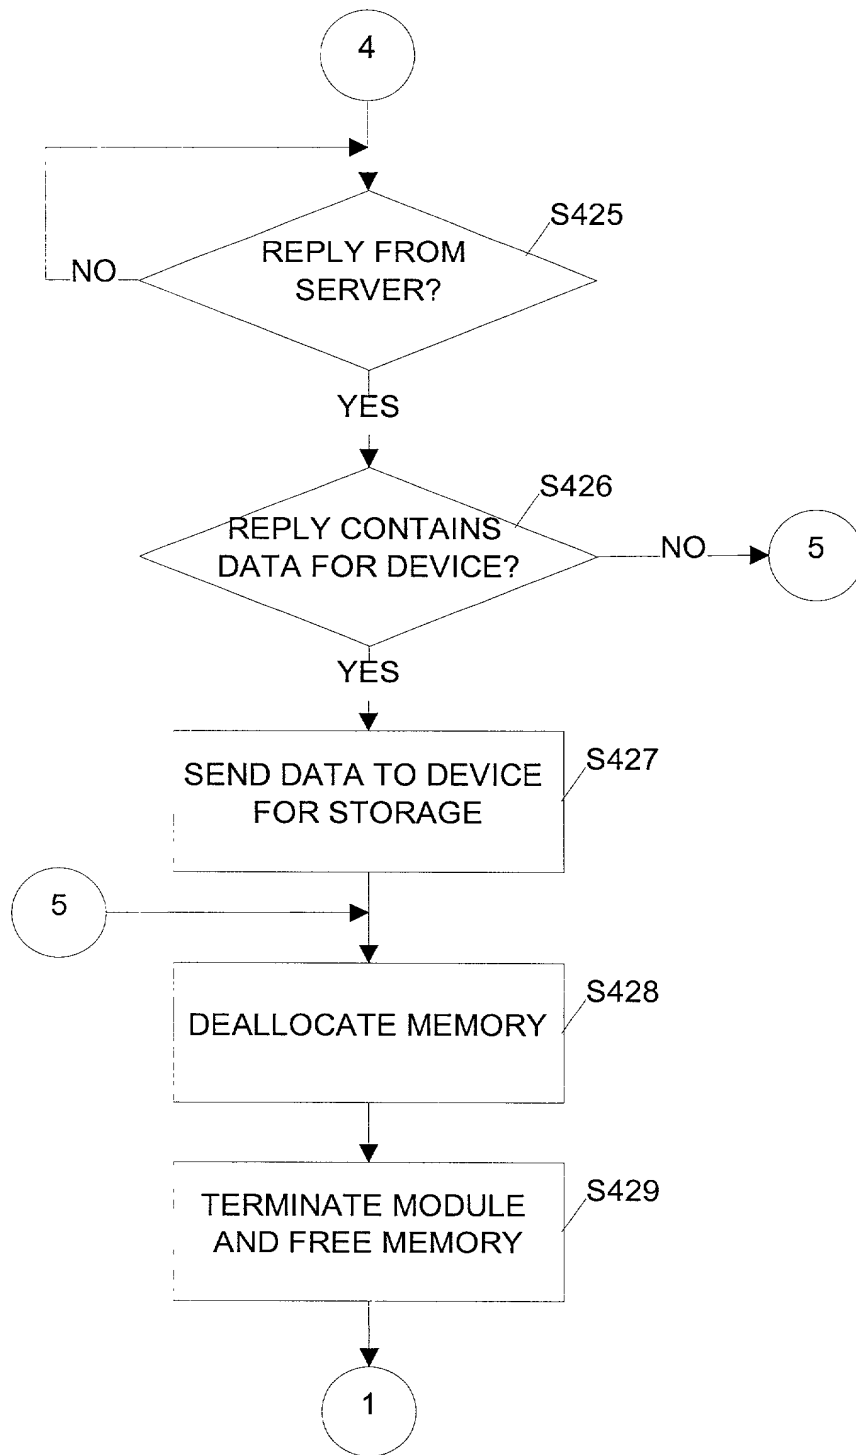 4
S425
REPLY FROM
SERVER?
NO
YES
S426
REPLY CONTAINS
DATA FOR DEVICE?
NO
5
YES
S427
SEND DATA TO DEVICE
FOR STORAGE
5
S428
DEALLOCATE MEMORY
S429
TERMINATE MODULE
AND FREE MEMORY
1